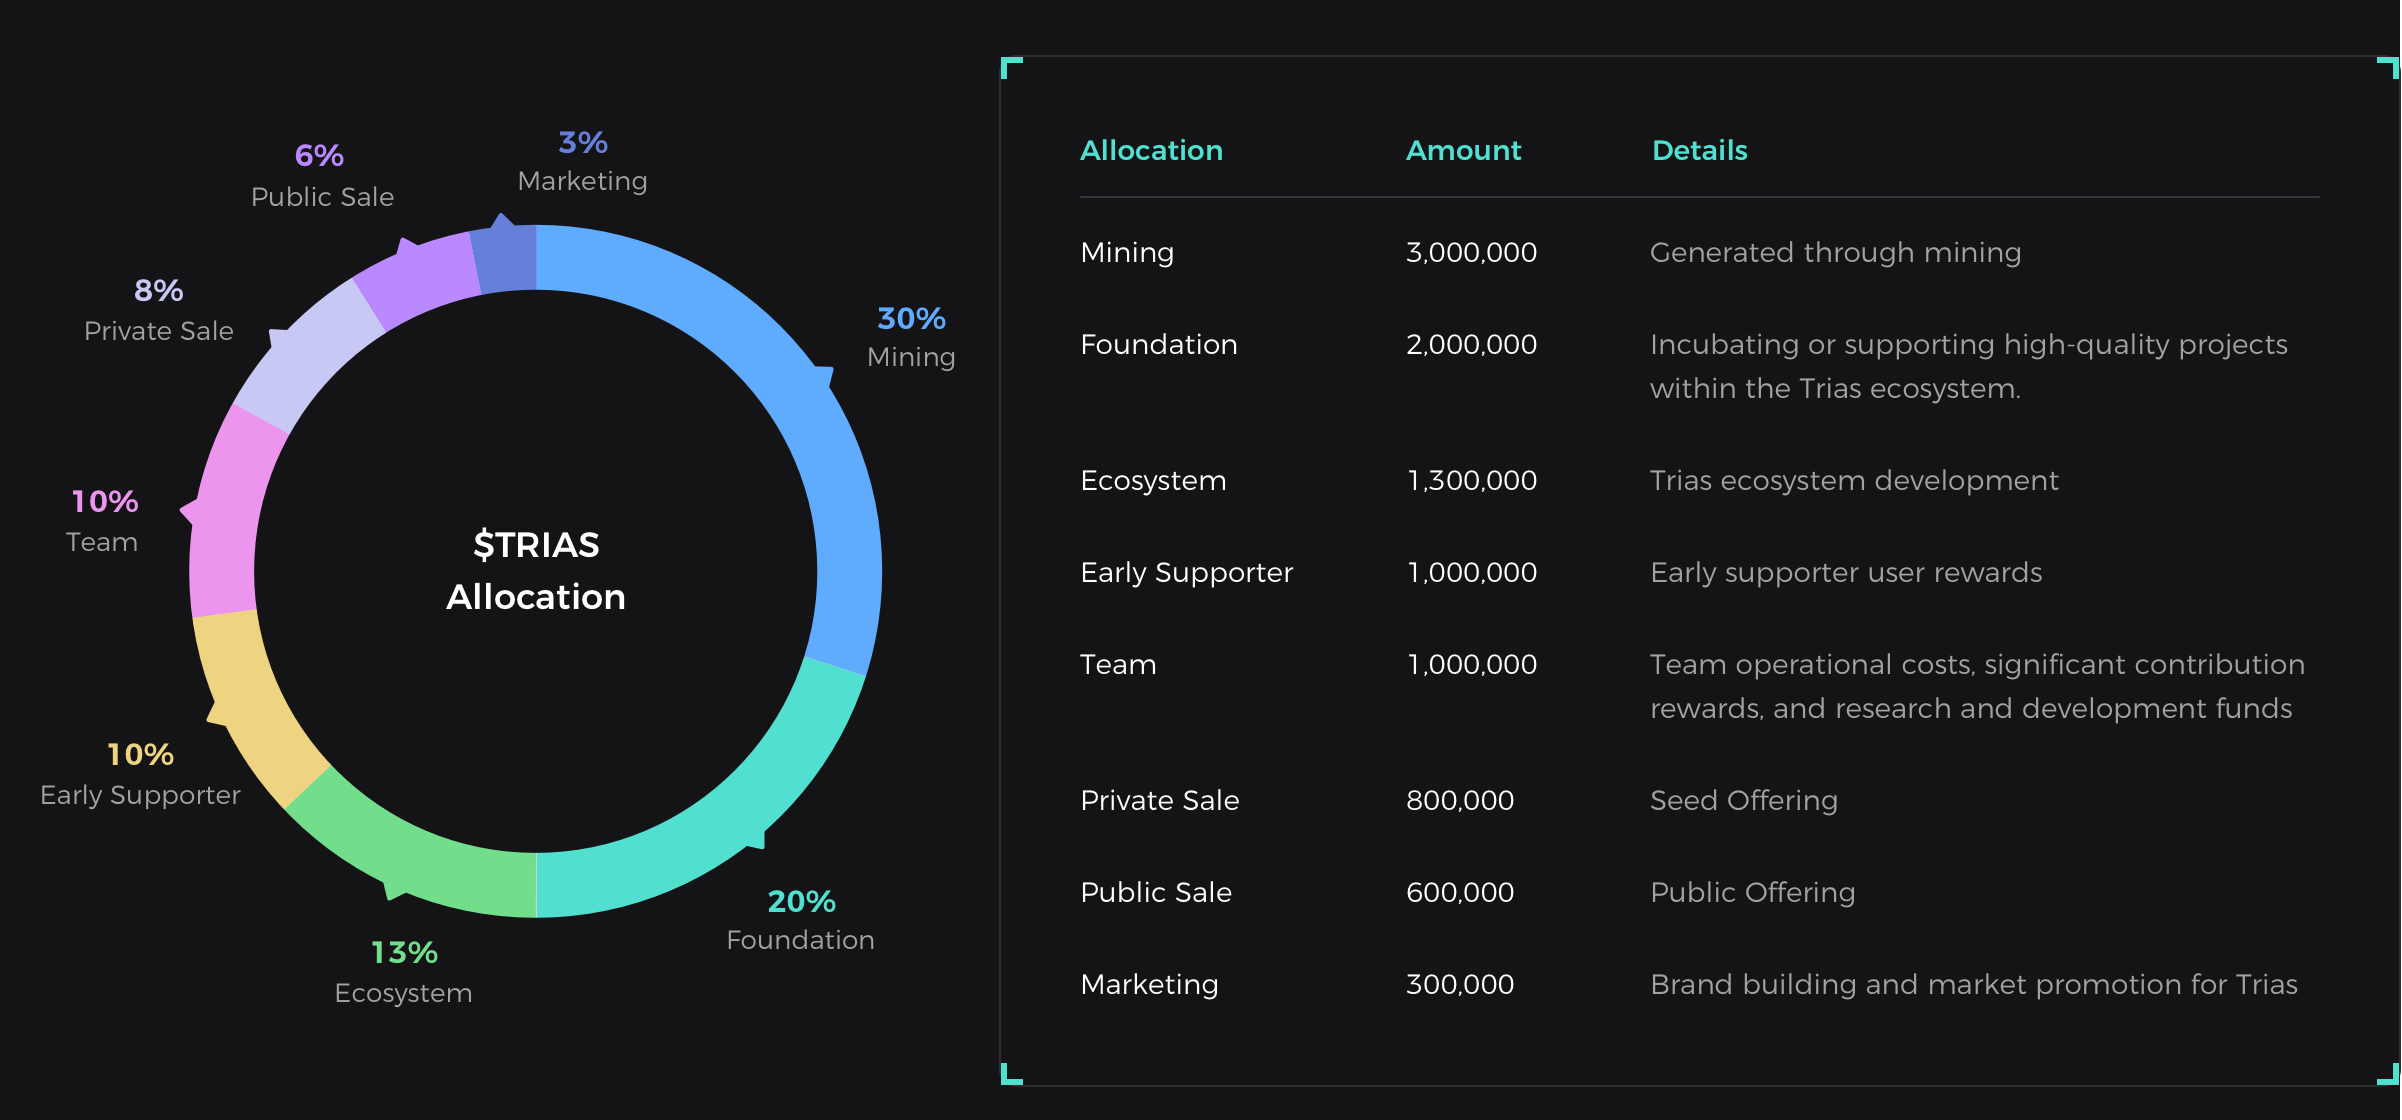 3%
Marketing
6%
Public Sale
8%
Private Sale
30%
Mining
10%
Team
$TRIAS
Allocation
10%
Early Supporter
20%
Foundation
13%
Ecosystem
Allocation Amount Details
Mining 3,000,000 Generated through mining
Foundation 2,000,000 Incubating or supporting high-quality projects
within the Trias ecosystem.
Ecosystem 1,300,000 Trias ecosystem development
Early Supporter 1,000,000 Early supporter user rewards
Team 1,000,000 Team operational costs, significant contribution
rewards, and research and development funds
Private Sale 800,000 Seed Offering
Public Sale 600,000 Public Offering
Marketing 300,000 Brand building and market promotion for Trias